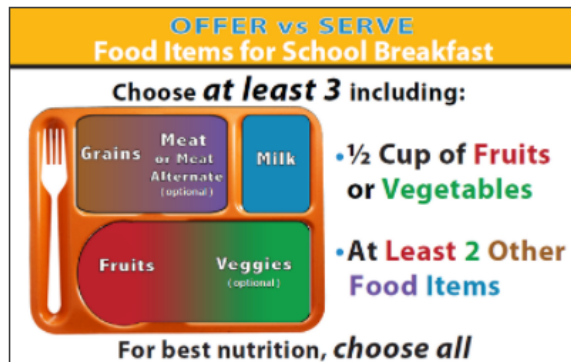 OFFER vs SERVE
Food Items for School Breakfast
Choose at least 3 including:
Grains
Meat
or Meat
Alternate
(optional)
Milk
Fruits
Veggies
(optional)
•½ Cup of Fruits
or Vegetables
•At Least 2 Other
Food Items
For best nutrition, choose all